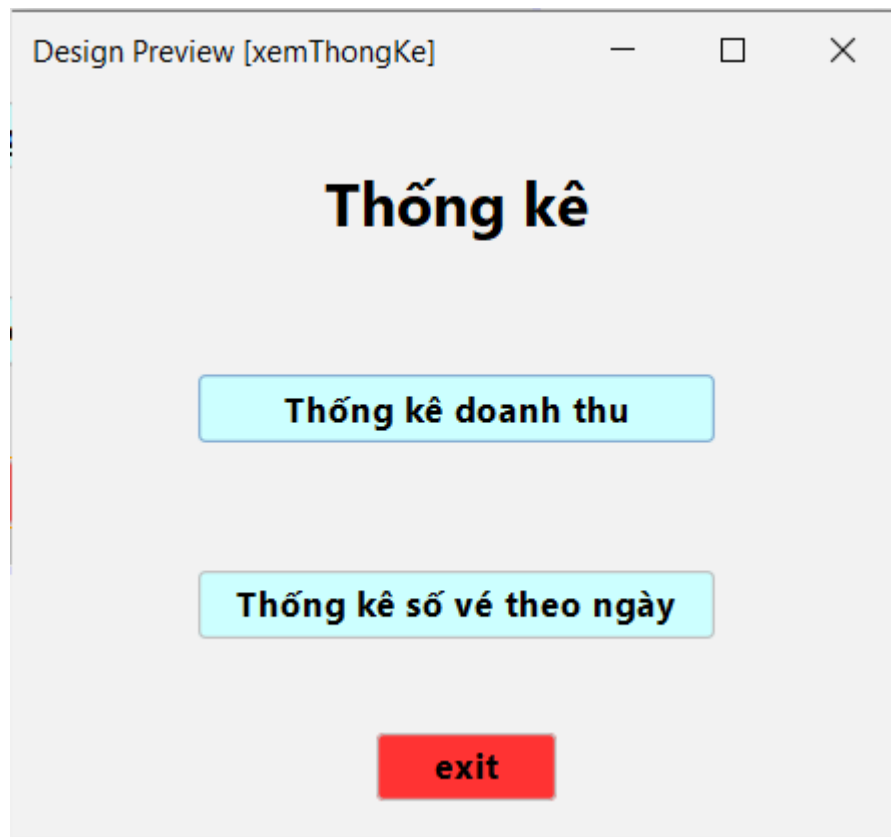 Design Preview [xemThongKe]
Thống kê
Thống kê doanh thu
Thống kê số vé theo ngày
exit